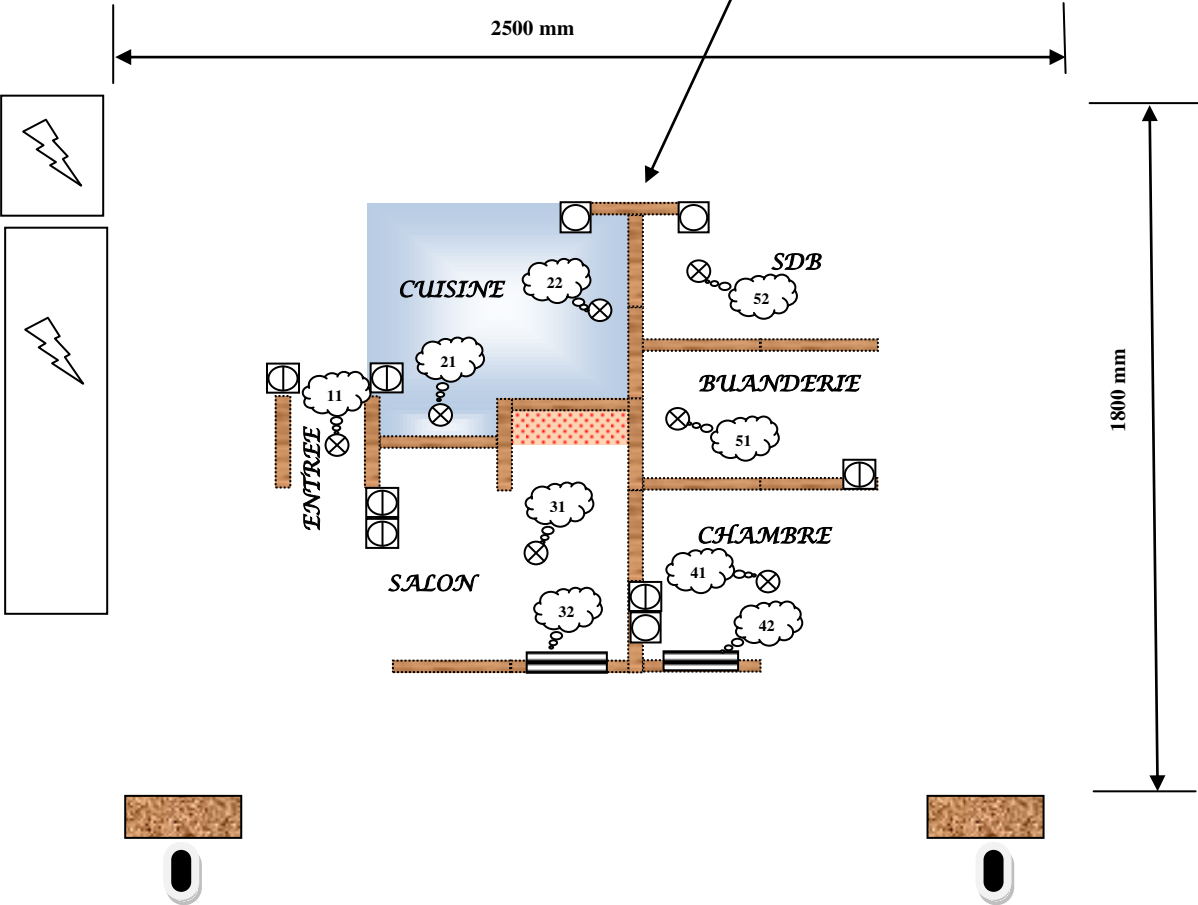 2500 mm
SDB
22
CUISINE
52
21
BUANDERIE
11
51
ENTREE
31
CHAMBRE
41
SALON
32
42
1800 mm